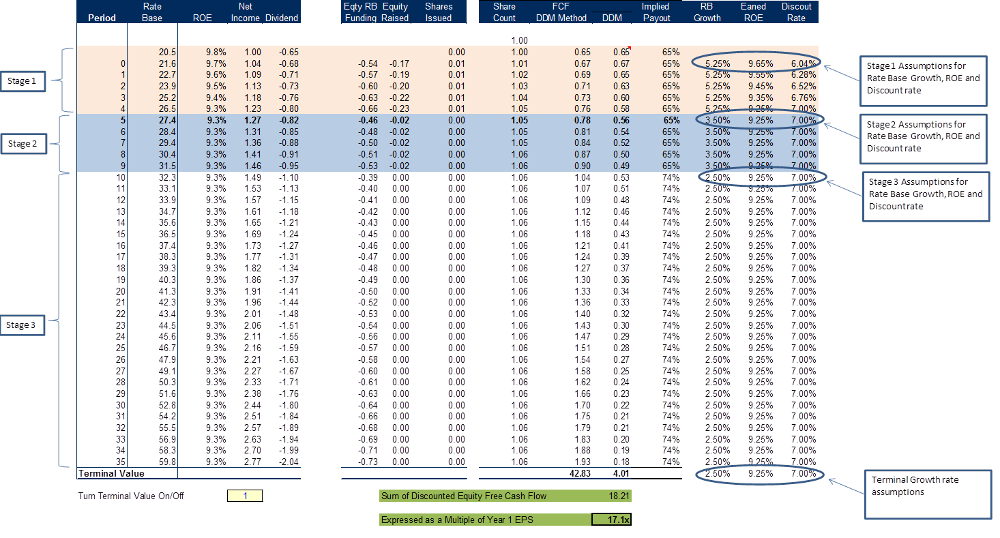 Rate Net Eqty RB Equity Shares Share FCF Implied RB Eaned Discout
Period Base ROE Income Dividend Funding Raised Issued Count DDM Method DDM Payout Growth ROE Rate
1.00
20.5 9.8% 1.00 -0.65 0.00 1.00 0.65 0.65 65%
0 21.6 9.7% 1.04 -0.68 -0.54 -0.17 0.01 1.01 0.67 0.67 65% 5.25% 9.65% 6.04%
1 22.7 9.6% 1.09 -0.71 -0.57 -0.19 0.01 1.02 0.69 0.65 65% 5.25% 9.55% 6.28%
2 23.9 9.5% 1.13 -0.73 -0.60 -0.20 0.01 1.03 0.71 0.63 65% 5.25% 9.45% 6.52%
3 25.2 9.4% 1.18 -0.76 -0.63 -0.22 0.01 1.04 0.73 0.60 65% 5.25% 9.35% 6.76%
4 26.5 9.3% 1.23 -0.80 -0.66 -0.23 0.01 1.05 0.76 0.58 65% 5.25% 9.25% 7.00%
5 27.4 9.3% 1.27 -0.82 -0.46 -0.02 0.00 1.05 0.78 0.56 65% 3.50% 9.25% 7.00%
6 28.4 9.3% 1.31 -0.85 -0.48 -0.02 0.00 1.05 0.81 0.54 65% 3.50% 9.25% 7.00%
7 29.4 9.3% 1.36 -0.88 -0.50 -0.02 0.00 1.05 0.84 0.52 65% 3.50% 9.25% 7.00%
8 30.4 9.3% 1.41 -0.91 -0.51 -0.02 0.00 1.06 0.87 0.50 65% 3.50% 9.25% 7.00%
9 31.5 9.3% 1.46 -0.95 -0.53 -0.02 0.00 1.06 0.90 0.49 65% 3.50% 9.25% 7.00%
10 32.3 9.3% 1.49 -1.10 -0.39 0.00 0.00 1.06 1.04 0.53 74% 2.50% 9.25% 7.00%
11 33.1 9.3% 1.53 -1.13 -0.40 0.00 0.00 1.06 1.07 0.51 74% 2.50% 9.25% 7.00%
12 33.9 9.3% 1.57 -1.15 -0.41 0.00 0.00 1.06 1.09 0.48 74% 2.50% 9.25% 7.00%
13 34.7 9.3% 1.61 -1.18 -0.42 0.00 0.00 1.06 1.12 0.46 74% 2.50% 9.25% 7.00%
14 35.6 9.3% 1.65 -1.21 -0.43 0.00 0.00 1.06 1.15 0.44 74% 2.50% 9.25% 7.00%
15 36.5 9.3% 1.69 -1.24 -0.45 0.00 0.00 1.06 1.18 0.43 74% 2.50% 9.25% 7.00%
16 37.4 9.3% 1.73 -1.27 -0.46 0.00 0.00 1.06 1.21 0.41 74% 2.50% 9.25% 7.00%
17 38.3 9.3% 1.77 -1.31 -0.47 0.00 0.00 1.06 1.24 0.39 74% 2.50% 9.25% 7.00%
18 39.3 9.3% 1.82 -1.34 -0.48 0.00 0.00 1.06 1.27 0.37 74% 2.50% 9.25% 7.00%
19 40.3 9.3% 1.86 -1.37 -0.49 0.00 0.00 1.06 1.30 0.36 74% 2.50% 9.25% 7.00%
20 41.3 9.3% 1.91 -1.41 -0.50 0.00 0.00 1.06 1.33 0.34 74% 2.50% 9.25% 7.00%
21 42.3 9.3% 1.96 -1.44 -0.52 0.00 0.00 1.06 1.36 0.33 74% 2.50% 9.25% 7.00%
22 43.4 9.3% 2.01 -1.48 -0.53 0.00 0.00 1.06 1.40 0.32 74% 2.50% 9.25% 7.00%
23 44.5 9.3% 2.06 -1.51 -0.54 0.00 0.00 1.06 1.43 0.30 74% 2.50% 9.25% 7.00%
24 45.6 9.3% 2.11 -1.55 -0.56 0.00 0.00 1.06 1.47 0.29 74% 2.50% 9.25% 7.00%
25 46.7 9.3% 2.16 -1.59 -0.57 0.00 0.00 1.06 1.51 0.28 74% 2.50% 9.25% 7.00%
26 47.9 9.3% 2.21 -1.63 -0.58 0.00 0.00 1.06 1.54 0.27 74% 2.50% 9.25% 7.00%
27 49.1 9.3% 2.27 -1.67 -0.60 0.00 0.00 1.06 1.58 0.25 74% 2.50% 9.25% 7.00%
28 50.3 9.3% 2.33 -1.71 -0.61 0.00 0.00 1.06 1.62 0.24 74% 2.50% 9.25% 7.00%
29 51.6 9.3% 2.38 -1.76 -0.63 0.00 0.00 1.06 1.66 0.23 74% 2.50% 9.25% 7.00%
30 52.8 9.3% 2.44 -1.80 -0.64 0.00 0.00 1.06 1.70 0.22 74% 2.50% 9.25% 7.00%
31 54.2 9.3% 2.51 -1.84 -0.66 0.00 0.00 1.06 1.75 0.21 74% 2.50% 9.25% 7.00%
32 55.5 9.3% 2.57 -1.89 -0.68 0.00 0.00 1.06 1.79 0.21 74% 2.50% 9.25% 7.00%
33 56.9 9.3% 2.63 -1.94 -0.69 0.00 0.00 1.06 1.83 0.20 74% 2.50% 9.25% 7.00%
34 58.3 9.3% 2.70 -1.99 -0.71 0.00 0.00 1.06 1.88 0.19 74% 2.50% 9.25% 7.00%
35 59.8 9.3% 2.77 -2.04 -0.73 0.00 0.00 1.06 1.93 0.18 74% 2.50% 9.25% 7.00%
Terminal Value 42.83 4.01 2.50% 9.25% 7.00%
Turn Terminal Value On/Off 1
Sum of Discounted Equity Free Cash Flow 18.21
Expressed as a Multiple of Year 1 EPS 17.1x
Stage 1
Stage 2
Stage 3
Stage1 Assumptions for
Rate Base Growth, ROE and
Discount rate
Stage2 Assumptions for
Rate Base Growth, ROE and
Discount rate
Stage 3 Assumptions for
Rate Base Growth, ROE and
Discount rate
Terminal Growth rate
assumptions